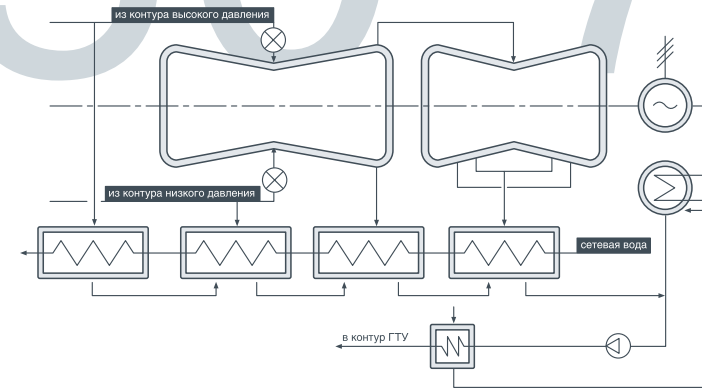 из контура высокого давления
из контура низкого давления
сетевая вода
в контур ГТУ